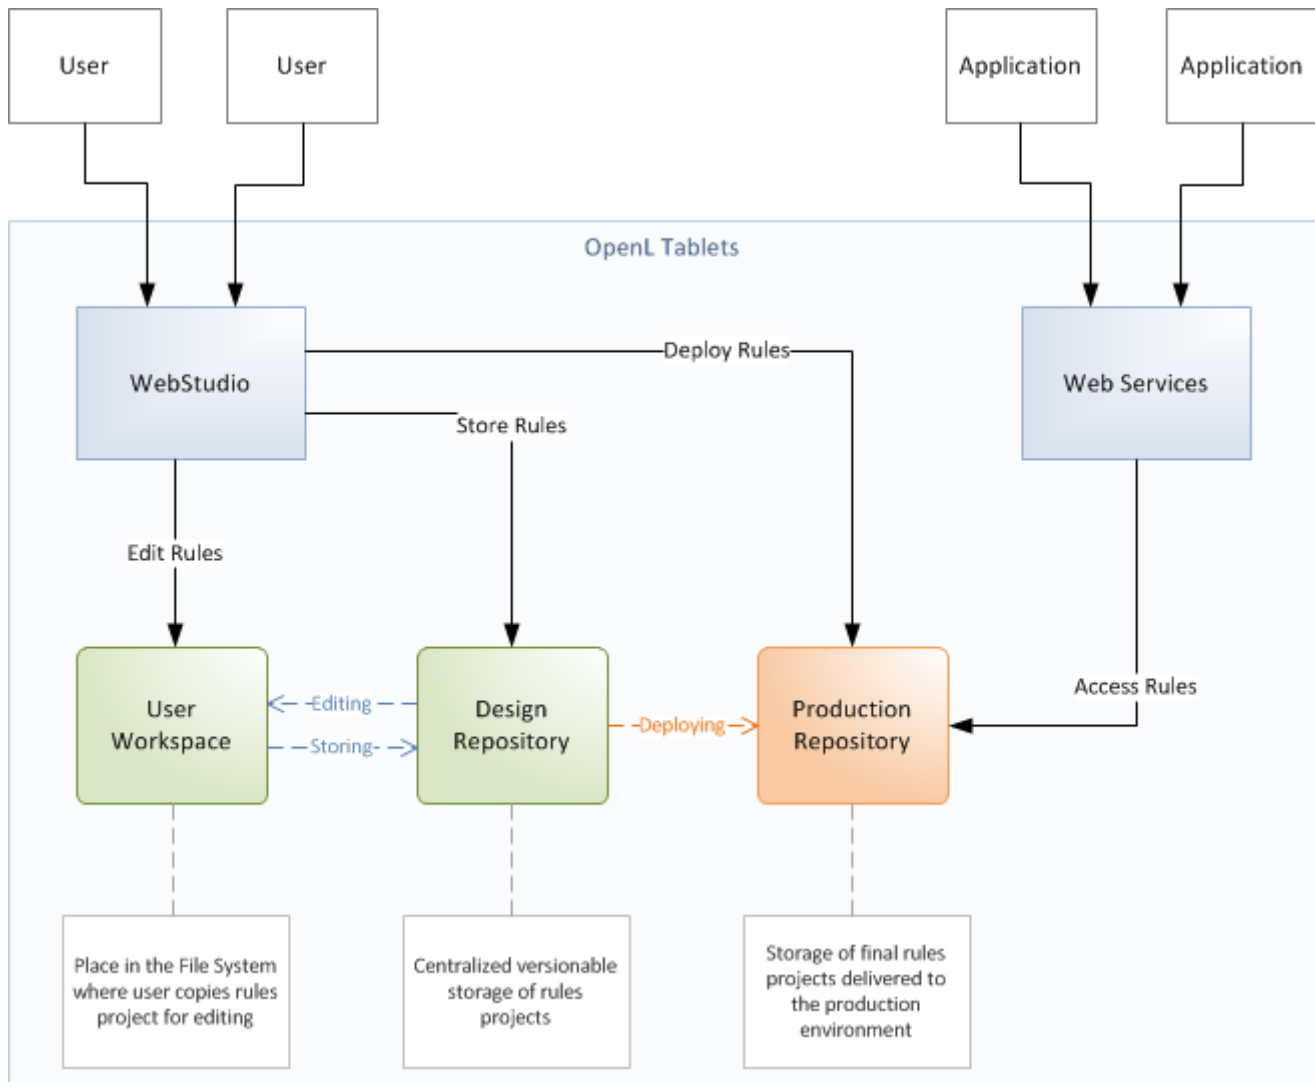 User
User
Application
Application
OpenL Tablets
WebStudio
Deploy Rules
Web Services
Store Rules
Edit Rules
User
Workspace
Editing
Storing
Design
Repository
Deploying
Production
Repository
Access Rules
Place in the File System
where user copies rules
project for editing
Centralized versionable
storage of rules
projects
Storage of final rules
projects delivered to
the production
environment